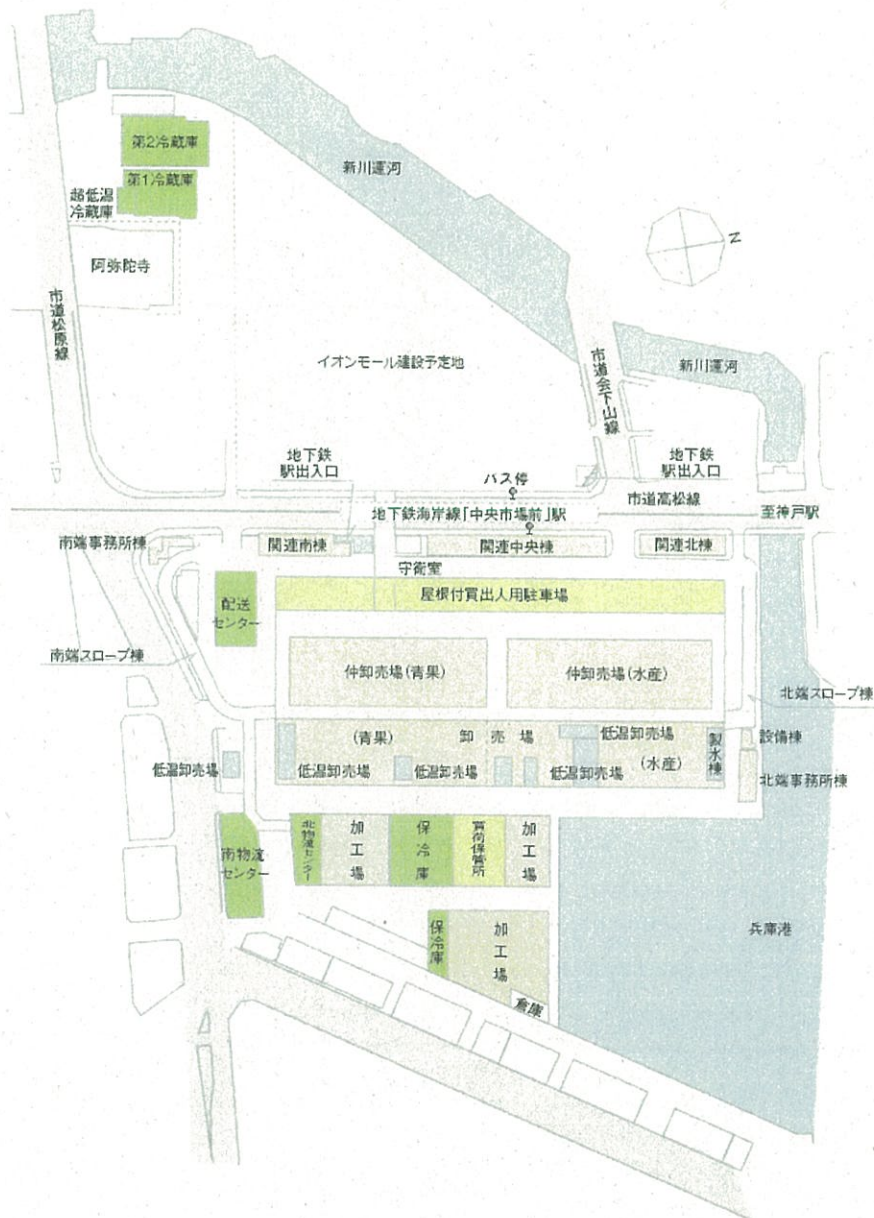 第2冷蔵庫
第1冷蔵庫
超低温
冷蔵庫
新川運河
阿弥陀寺
N
市道松原線
イオンモール建設予定地
市道会下山線
新川運河
地下鉄
駅出入口
バス停
地下鉄
駅出入口
市道高松線
地下鉄海岸線「中央市場前」駅
至神戸駅
南端事務所棟
関連南棟
関連中央棟
関連北棟
守衛室
屋根付買出人用駐車場
配送
センター
南端スロープ棟
仲卸売場(青果)
仲卸売場(水産)
北端スロープ棟
(青果)
卸売場
低温卸売場
(水産)
製氷棟
設備棟
低温卸売場
低温卸売場
低温卸売場
低温卸売場
北端事務所棟
南物流
センター
北物流センター
加工場
保冷庫
買荷保管所
加工場
保冷庫
加工場
倉庫
兵庫港